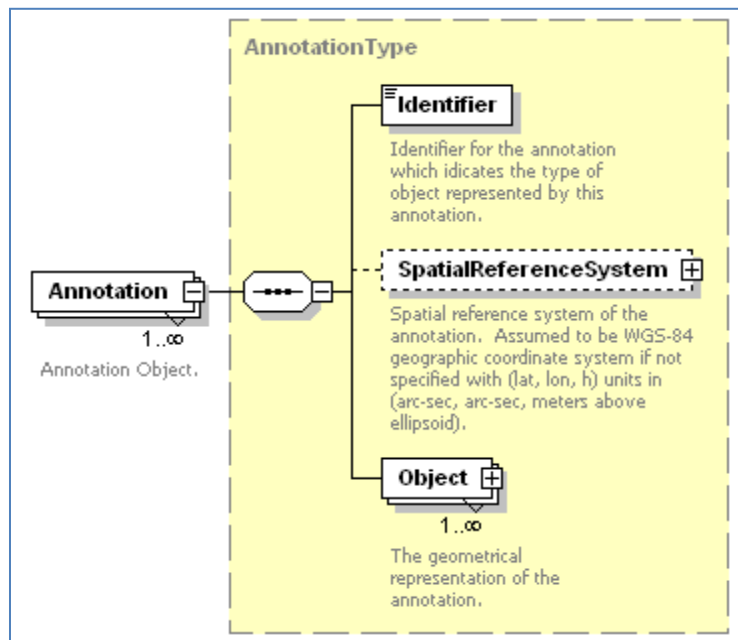 AnnotationType
Identifier
Identifier for the annotation
which idicates the type of
object represented by this
annotation.
SpatialReferenceSystem
Spatial reference system of the
annotation. Assumed to be WGS-84
geographic coordinate system if not
specified with (lat, lon, h) units in
(arc-sec, arc-sec, meters above
ellipsoid).
Annotation
1..∞
Annotation Object.
Object
1..∞
The geometrical
representation of the
annotation.